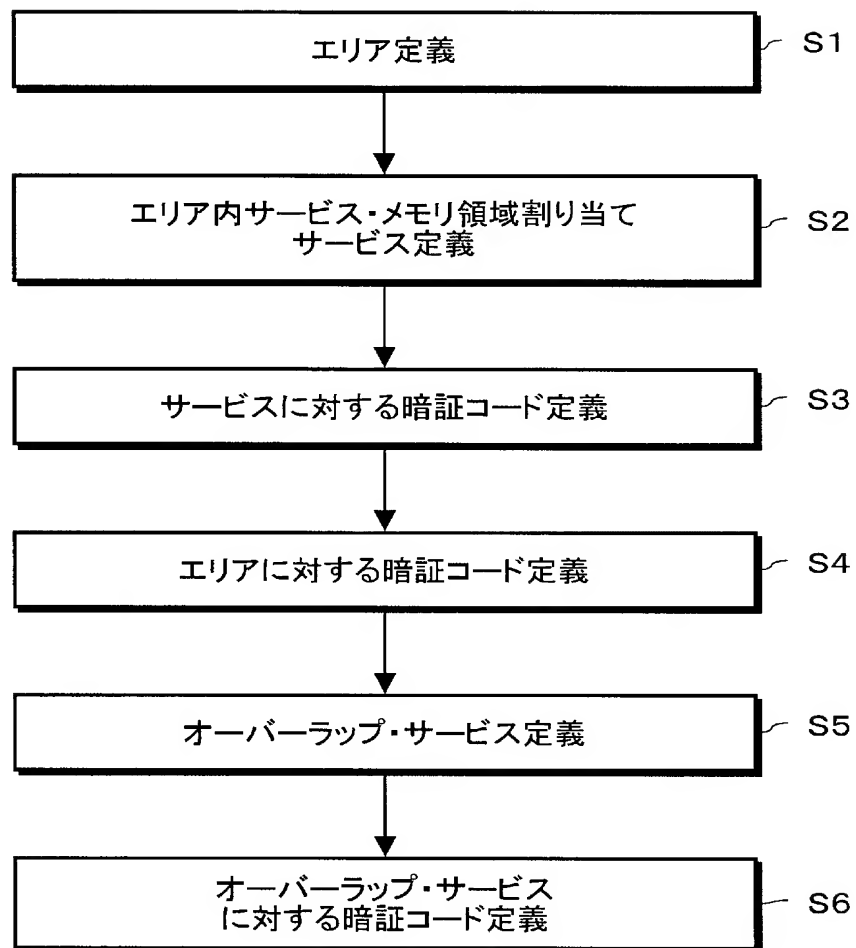 エリア定義
S1
エリア内サービス・メモリ領域割り当て
サービス定義
S2
サービスに対する暗証コード定義
S3
エリアに対する暗証コード定義
S4
オーバーラップ・サービス定義
S5
オーバーラップ・サービス
に対する暗証コード定義
S6